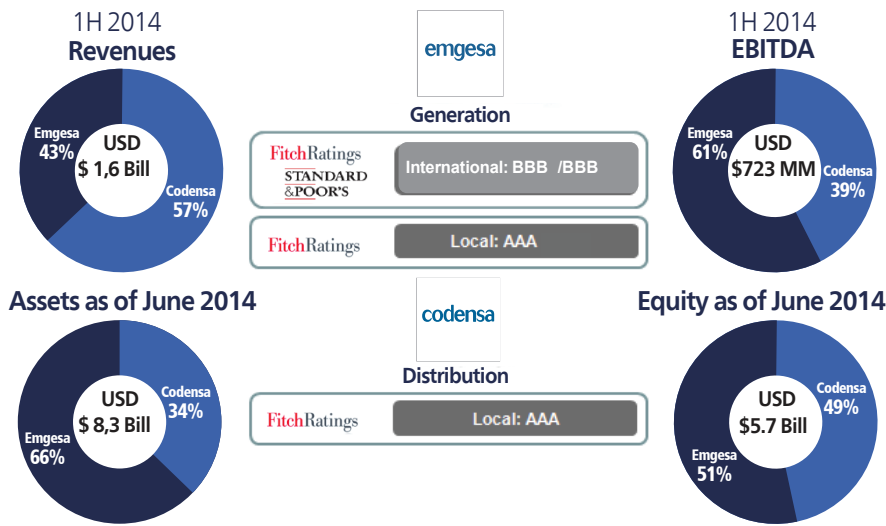 1H 2014
Revenues
Emgesa
43%
USD
$ 1,6 Bill
Codensa
57%
emgesa
Generation
FitchRatings
STANDARD
&POOR'S
International: BBB /BBB
FitchRatings
Local: AAA
1H 2014
EBITDA
Emgesa
61%
USD
$723 MM
Codensa
39%
Assets as of June 2014
Codensa
34%
USD
$ 8,3 Bill
Emgesa
66%
codensa
Distribution
FitchRatings
Local: AAA
Equity as of June 2014
Codensa
49%
USD
$5.7 Bill
Emgesa
51%